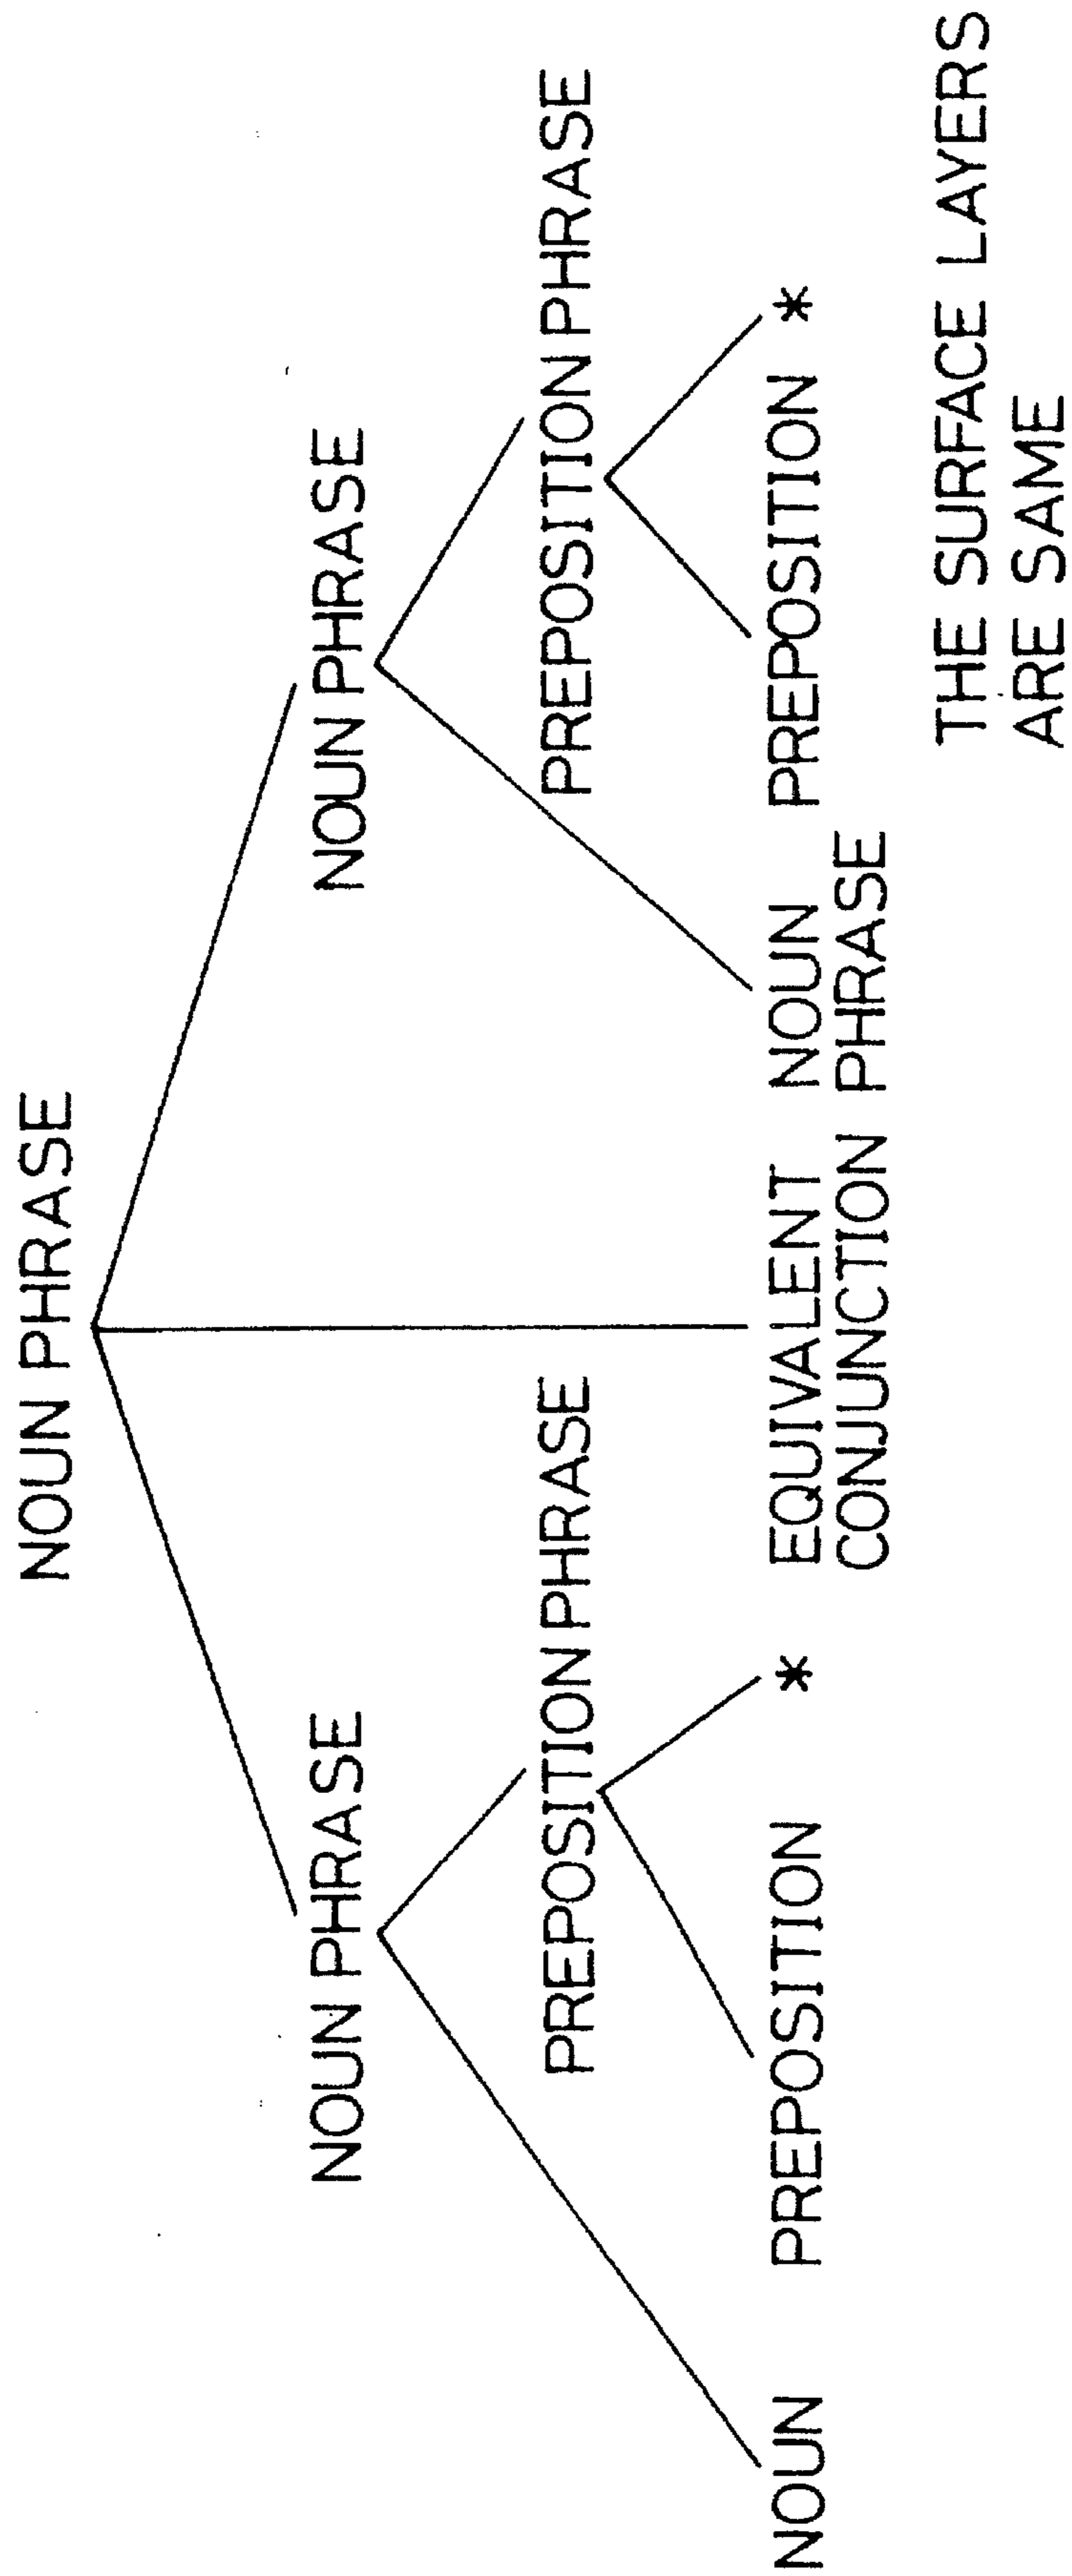 NOUN PHRASE
NOUN PHRASE NOUN PHRASE
PREPOSITION PHRASE PREPOSITION PHRASE
NOUN PREPOSITION * EQUIVALENT NOUN PREPOSITION *
CONJUNCTION PHRASE
THE SURFACE LAYERS
ARE SAME